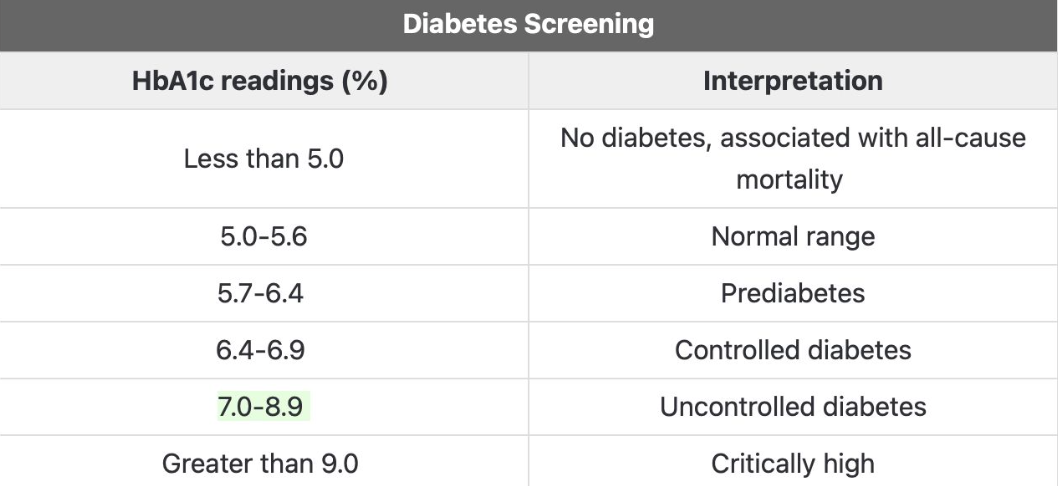 Diabetes Screening
HbA1c readings (%)
Interpretation
Less than 5.0
No diabetes, associated with all-cause
mortality
5.0-5.6
Normal range
5.7-6.4
Prediabetes
6.4-6.9
Controlled diabetes
7.0-8.9
Uncontrolled diabetes
Greater than 9.0
Critically high